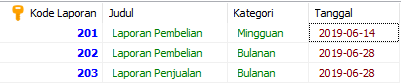 Kode Laporan Judul Kategori Tanggal
201 Laporan Pembelian Mingguan 2019-06-14
202 Laporan Pembelian Bulanan 2019-06-28
203 Laporan Penjualan Bulanan 2019-06-28